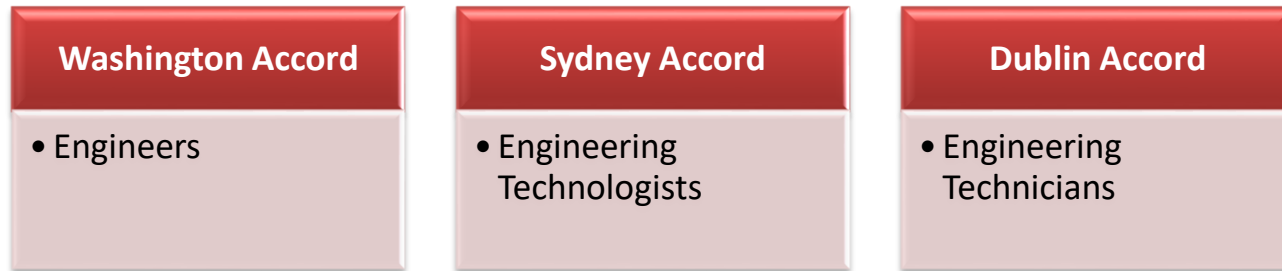 Washington Accord
• Engineers
Sydney Accord
• Engineering
Technologists
Dublin Accord
• Engineering
Technicians